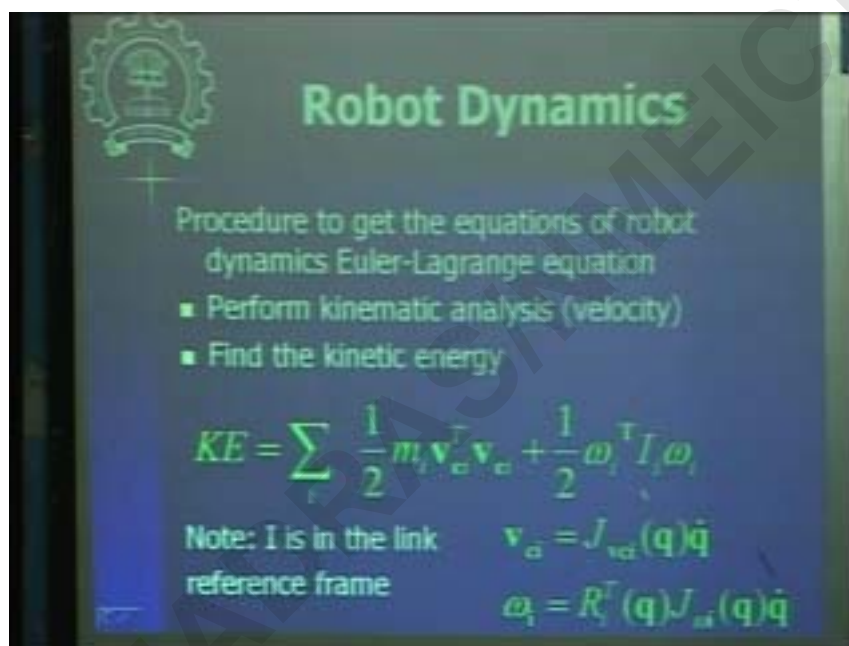 Robot Dynamics
Procedure to get the equations of robot
dynamics Euler-Lagrange equation
■ Perform kinematic analysis (velocity)
■ Find the kinetic energy
KE = ∑ᵢ 1/2 mᵢ v_ci^T v_ci + 1/2 ωᵢ^T Iᵢ ωᵢ
Note: I is in the link
reference frame
v_ci = J_vci(q)q̇
ωᵢ = Rᵢ^T(q)J_ωi(q)q̇